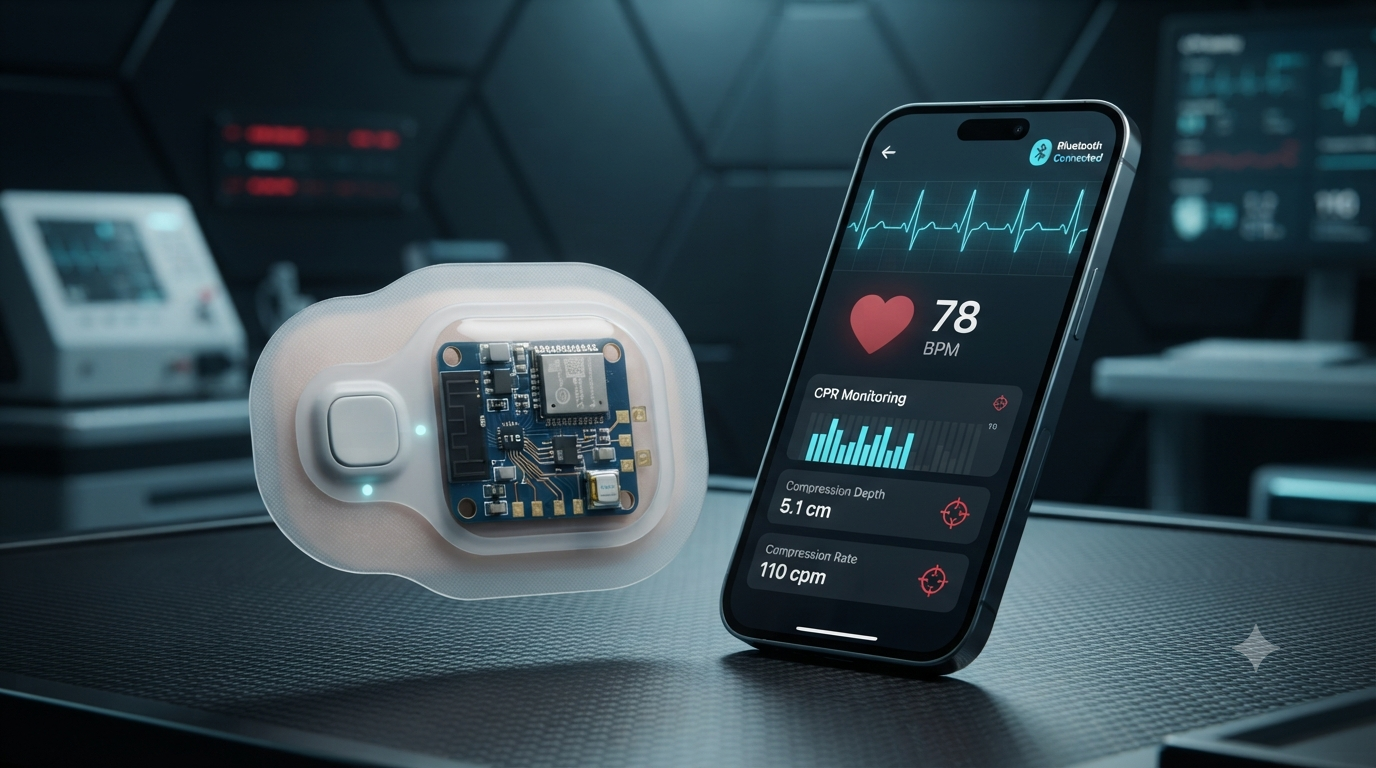 Bluetooth
Connected
78
BPM
CPR Monitoring
Compression Depth
5.1 cm
Compression Rate
110 cpm